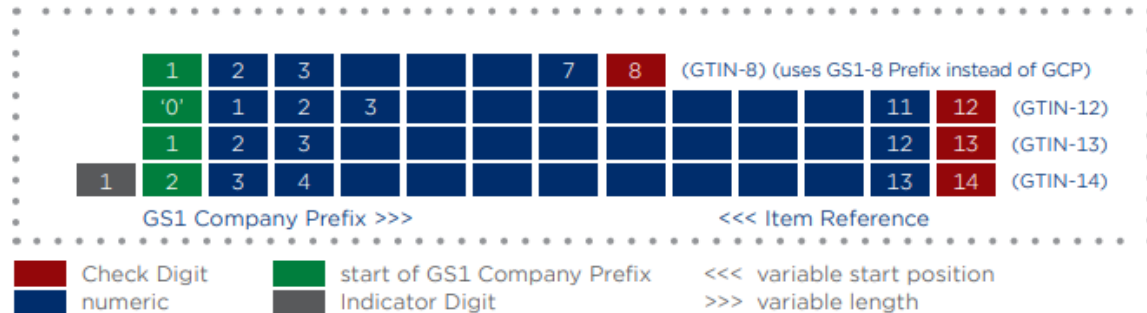 1 2 3 7 8 (GTIN-8) (uses GS1-8 Prefix instead of GCP)
‘0’ 1 2 3 11 12 (GTIN-12)
1 2 3 12 13 (GTIN-13)
1 2 3 4 13 14 (GTIN-14)
GS1 Company Prefix >>> <<< Item Reference
Check Digit start of GS1 Company Prefix <<< variable start position
numeric Indicator Digit >>> variable length